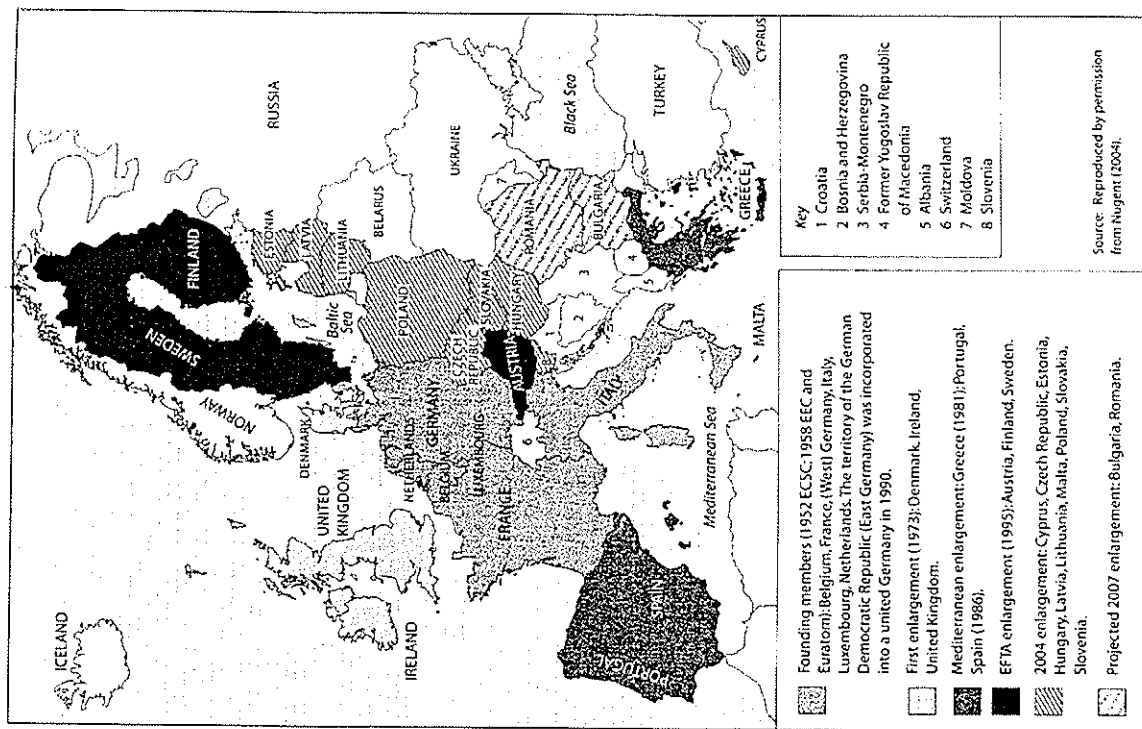 ICELAND
RUSSIA
FINLAND
SWEDEN
NORWAY
ESTONIA
LATVIA
LITHUANIA
Baltic
Sea
BELARUS
DENMARK
UNITED
KINGDOM
IRELAND
NETHERLANDS
BELGIUM
GERMANY
LUXEMBOURG
POLAND
CZECH
REPUBLIC
SLOVAKIA
UKRAINE
FRANCE
AUSTRIA
HUNGARY
ROMANIA
BULGARIA
Black Sea
TURKEY
ITALY
PORTUGAL
SPAIN
Mediterranean Sea
MALTA
GREECE
CYPRUS
1
2
3
4
5
6
7
Founding members (1952 ECSC; 1958 EEC and
Euratom): Belgium, France, (West) Germany, Italy,
Luxembourg, Netherlands. The territory of the German
Democratic Republic (East Germany) was incorporated
into a united Germany in 1990.
First enlargement (1973): Denmark, Ireland,
United Kingdom.
Mediterranean enlargement: Greece (1981); Portugal,
Spain (1986).
EFTA enlargement (1995): Austria, Finland, Sweden.
2004 enlargement: Cyprus, Czech Republic, Estonia,
Hungary, Latvia, Lithuania, Malta, Poland, Slovakia,
Slovenia.
Projected 2007 enlargement: Bulgaria, Romania.
Key
1 Croatia
2 Bosnia and Herzegovina
3 Serbia-Montenegro
4 Former Yugoslav Republic
of Macedonia
5 Albania
6 Switzerland
7 Moldova
8 Slovenia
Source: Reproduced by permission
from Nugent (2004).